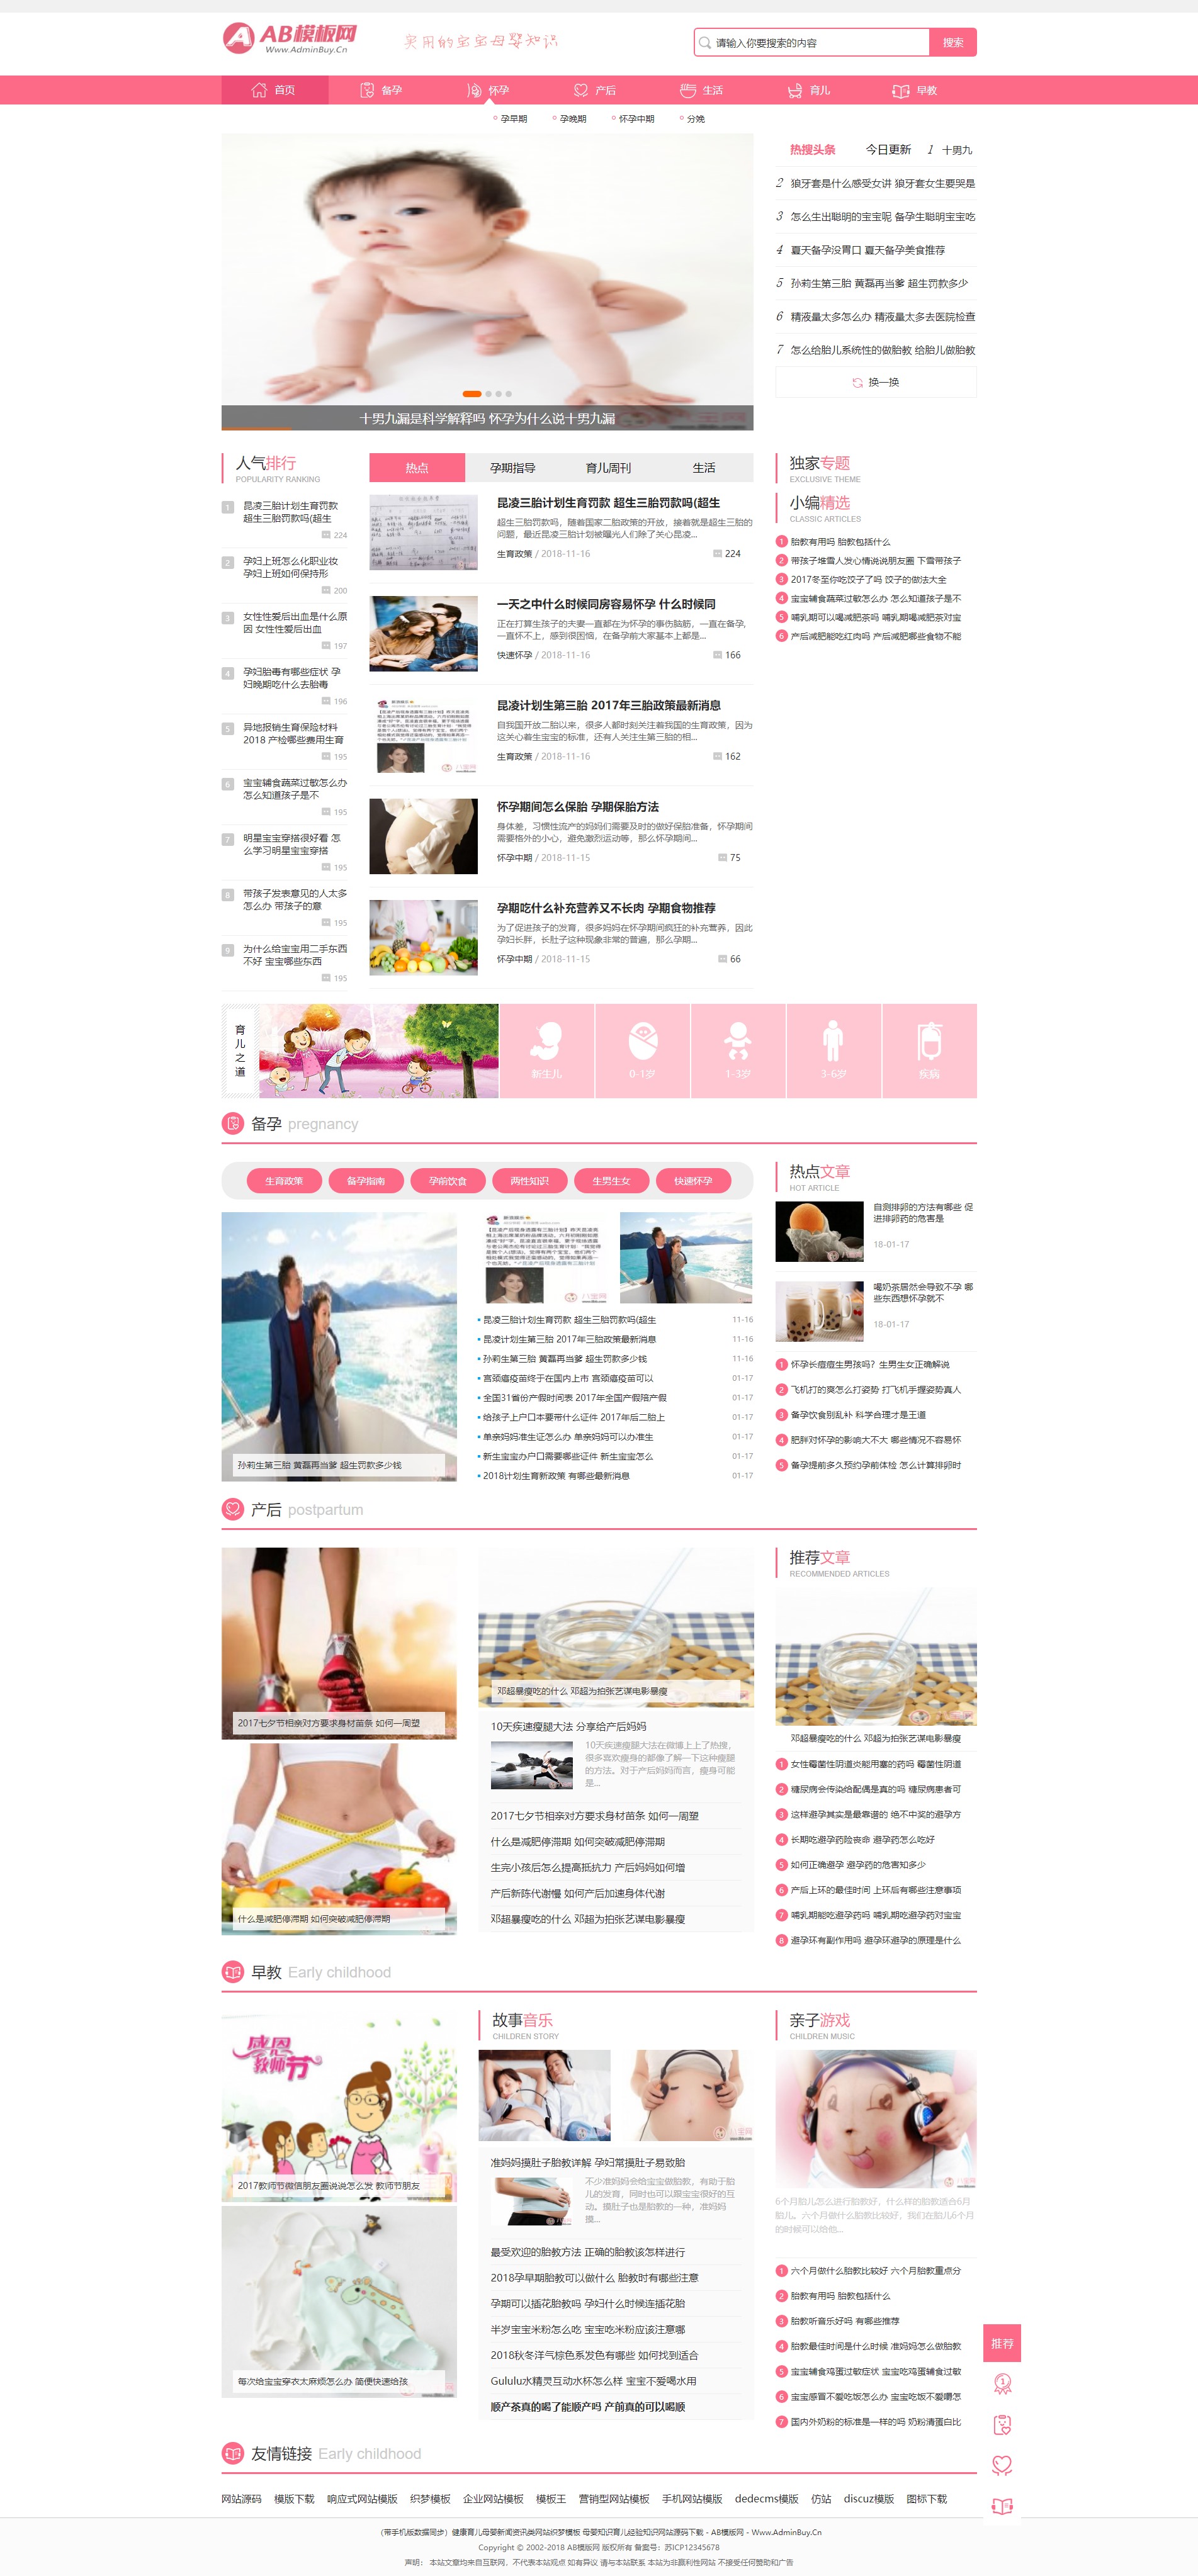 AB模板网
Www.AdminBuy.Cn
实用的宝宝母婴知识
请输入你要搜索的内容
搜索
首页 备孕 怀孕 产后 生活 育儿 早教
孕早期 孕晚期 怀孕中期 分娩
十男九漏是科学解释吗 怀孕为什么说十男九漏
热搜头条 今日更新 1 十男九
2 狼牙套是什么感受女讲 狼牙套女生要哭是
3 怎么生出聪明的宝宝呢 备孕生聪明宝宝吃
4 夏天备孕没胃口 夏天备孕美食推荐
5 孙莉生第三胎 黄磊再当爹 超生罚款多少
6 精液量太多怎么办 精液量太多去医院检查
7 怎么给胎儿系统性的做胎教 给胎儿做胎教
换一换
人气排行
POPULARITY RANKING
1 昆凌三胎计划生育罚款
超生三胎罚款吗(超生
224
2 孕妇上班怎么化职业妆
孕妇上班如何保持形
200
3 女性性爱后出血是什么原
因 女性性爱后出血
197
4 孕妇胎毒有哪些症状 孕
妇晚期吃什么去胎毒
196
5 异地报销生育保险材料
2018 产检哪些费用生育
195
6 宝宝辅食蔬菜过敏怎么办
怎么知道孩子是不
195
7 明星宝宝穿搭很好看 怎
么学习明星宝宝穿搭
195
8 带孩子发表意见的人太多
怎么办 带孩子的意
195
9 为什么给宝宝用二手东西
不好 宝宝哪些东西
195
热点 孕期指导 育儿周刊 生活
昆凌三胎计划生育罚款 超生三胎罚款吗(超生
超生三胎罚款吗，随着国家二胎政策的开放，接着就是超生三胎的
问题，最近昆凌三胎计划被曝光人们除了关心昆凌...
生育政策 / 2018-11-16 224
一天之中什么时候同房容易怀孕 什么时候同
正在打算生孩子的夫妻一直都在为怀孕的事伤脑筋，一直在备孕,
一直怀不上，感到很困恼，在备孕前大家基本上都是...
快速怀孕 / 2018-11-16 166
昆凌计划生第三胎 2017年三胎政策最新消息
自我国开放二胎以来，很多人都时刻关注着我国的生育政策，因为
这关心着生宝宝的标准，还有人关注生第三胎的相...
生育政策 / 2018-11-16 162
怀孕期间怎么保胎 孕期保胎方法
身体差，习惯性流产的妈妈们需要及时的做好保胎准备，怀孕期间
需要格外的小心，避免激烈运动等，那么怀孕期间...
怀孕中期 / 2018-11-15 75
孕期吃什么补充营养又不长肉 孕期食物推荐
为了促进孩子的发育，很多妈妈在怀孕期间疯狂的补充营养，因此
孕妇长胖，长肚子这种现象非常的普遍，那么孕期...
怀孕中期 / 2018-11-15 66
独家专题
EXCLUSIVE THEME
小编精选
CLASSIC ARTICLES
1 胎教有用吗 胎教包括什么
2 带孩子堆雪人发心情说说朋友圈 下雪带孩子
3 2017冬至你吃饺子了吗 饺子的做法大全
4 宝宝辅食蔬菜过敏怎么办 怎么知道孩子是不
5 哺乳期可以喝减肥茶吗 哺乳期喝减肥茶对宝
6 产后减肥能吃红肉吗 产后减肥哪些食物不能
育儿之道
新生儿 0-1岁 1-3岁 3-6岁 疾病
备孕 pregnancy
生育政策 备孕指南 孕前饮食 两性知识 生男生女 快速怀孕
孙莉生第三胎 黄磊再当爹 超生罚款多少钱
昆凌三胎计划生育罚款 超生三胎罚款吗(超生 11-16
昆凌计划生第三胎 2017年三胎政策最新消息 11-16
孙莉生第三胎 黄磊再当爹 超生罚款多少钱 11-16
宫颈癌疫苗终于在国内上市 宫颈癌疫苗可以 01-17
全国31省份产假时间表 2017年全国产假陪产假 01-17
给孩子上户口本要带什么证件 2017年后二胎上 01-17
单亲妈妈准生证怎么办 单亲妈妈可以办准生 01-17
新生宝宝办户口需要哪些证件 新生宝宝怎么 01-17
2018计划生育新政策 有哪些最新消息 01-17
热点文章
HOT ARTICLE
自测排卵的方法有哪些 促
进排卵药的危害是
18-01-17
喝奶茶居然会导致不孕 哪
些东西想怀孕就不
18-01-17
1 怀孕长痘痘生男孩吗？生男生女正确解说
2 飞机打的爽怎么打姿势 打飞机手握姿势真人
3 备孕饮食别乱补 科学合理才是王道
4 肥胖对怀孕的影响大不大 哪些情况不容易怀
5 备孕提前多久预约孕前体检 怎么计算排卵时
产后 postpartum
2017七夕节相亲对方要求身材苗条 如何一周塑
什么是减肥停滞期 如何突破减肥停滞期
邓超暴瘦吃的什么 邓超为拍张艺谋电影暴瘦
10天疾速瘦腿大法 分享给产后妈妈
10天疾速瘦腿大法在微博上上了热搜，
很多喜欢瘦身的都像了解一下这种瘦腿
的方法。对于产后妈妈而言，瘦身可能
是...
2017七夕节相亲对方要求身材苗条 如何一周塑
什么是减肥停滞期 如何突破减肥停滞期
生完小孩后怎么提高抵抗力 产后妈妈如何增
产后新陈代谢慢 如何产后加速身体代谢
邓超暴瘦吃的什么 邓超为拍张艺谋电影暴瘦
推荐文章
RECOMMENDED ARTICLES
邓超暴瘦吃的什么 邓超为拍张艺谋电影暴瘦
1 女性霉菌性阴道炎能用塞的药吗 霉菌性阴道
2 糖尿病会传染给配偶是真的吗 糖尿病患者可
3 这样避孕其实是最靠谱的 绝不中奖的避孕方
4 长期吃避孕药险丧命 避孕药怎么吃好
5 如何正确避孕 避孕药的危害知多少
6 产后上环的最佳时间 上环后有哪些注意事项
7 哺乳期能吃避孕药吗 哺乳期吃避孕药对宝宝
8 避孕环有副作用吗 避孕环避孕的原理是什么
早教 Early childhood
感恩教师节
2017教师节微信朋友圈说说怎么发 教师节朋友
每次给宝宝穿衣太麻烦怎么办 简便快速给孩
故事音乐
CHILDREN STORY
准妈妈摸肚子胎教详解 孕妇常摸肚子易致胎
不少准妈妈会给宝宝做胎教，有助于胎
儿的发育，同时也可以跟宝宝很好的互
动。摸肚子也是胎教的一种，准妈妈
摸...
最受欢迎的胎教方法 正确的胎教该怎样进行
2018孕早期胎教可以做什么 胎教时有哪些注意
孕期可以插花胎教吗 孕妇什么时候连插花胎
半岁宝宝米粉怎么吃 宝宝吃米粉应该注意哪
2018秋冬洋气棕色系发色有哪些 如何找到适合
Gululu水精灵互动水杯怎么样 宝宝不爱喝水用
顺产茶真的喝了能顺产吗 产前真的可以喝顺
亲子游戏
CHILDREN MUSIC
6个月胎儿怎么进行胎教好，什么样的胎教适合6月
胎儿。六个月做什么胎教比较好，我们在胎儿6个月
的时候可以给他...
1 六个月做什么胎教比较好 六个月胎教重点分
2 胎教有用吗 胎教包括什么
3 胎教听音乐好吗 有哪些推荐
4 胎教最佳时间是什么时候 准妈妈怎么做胎教
5 宝宝辅食鸡蛋过敏症状 宝宝吃鸡蛋辅食过敏
6 宝宝感冒不爱吃饭怎么办 宝宝吃饭不爱嚼怎
7 国内外奶粉的标准是一样的吗 奶粉清蛋白比
推荐
友情链接 Early childhood
网站源码 模版下载 响应式网站模版 织梦模板 企业网站模板 模板王 营销型网站模板 手机网站模版 dedecms模版 仿站 discuz模版 图标下载
(带手机版数据同步）健康育儿母婴新闻资讯类网站织梦模板 母婴知识育儿经验知识网站源码下载 - AB模版网 - Www.AdminBuy.Cn
Copyright © 2002-2018 AB模版网 版权所有 备案号：苏ICP12345678
声明： 本站文章均来自互联网，不代表本站观点 如有异议 请与本站联系 本站为非赢利性网站 不接受任何赞助和广告